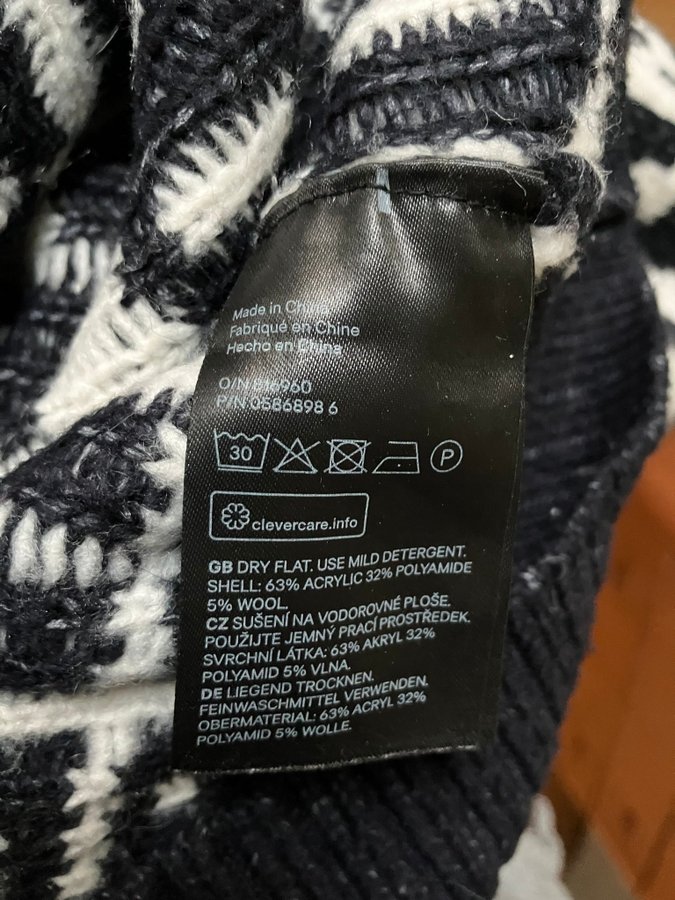 Made in China
Fabriqué en Chine
Hecho en China
O/N 816960
P/N 0586898 6
30
P
clevercare.info
GB DRY FLAT. USE MILD DETERGENT.
SHELL: 63% ACRYLIC 32% POLYAMIDE
5% WOOL.
CZ SUŠENÍ NA VODOROVNÉ PLOŠE.
POUŽIJTE JEMNÝ PRACÍ PROSTŘEDEK.
SVRCHNÍ LÁTKA: 63% AKRYL 32%
POLYAMID 5% VLNA.
DE LIEGEND TROCKNEN.
FEINWASCHMITTEL VERWENDEN.
OBERMATERIAL: 63% ACRYL 32%
POLYAMID 5% WOLLE.